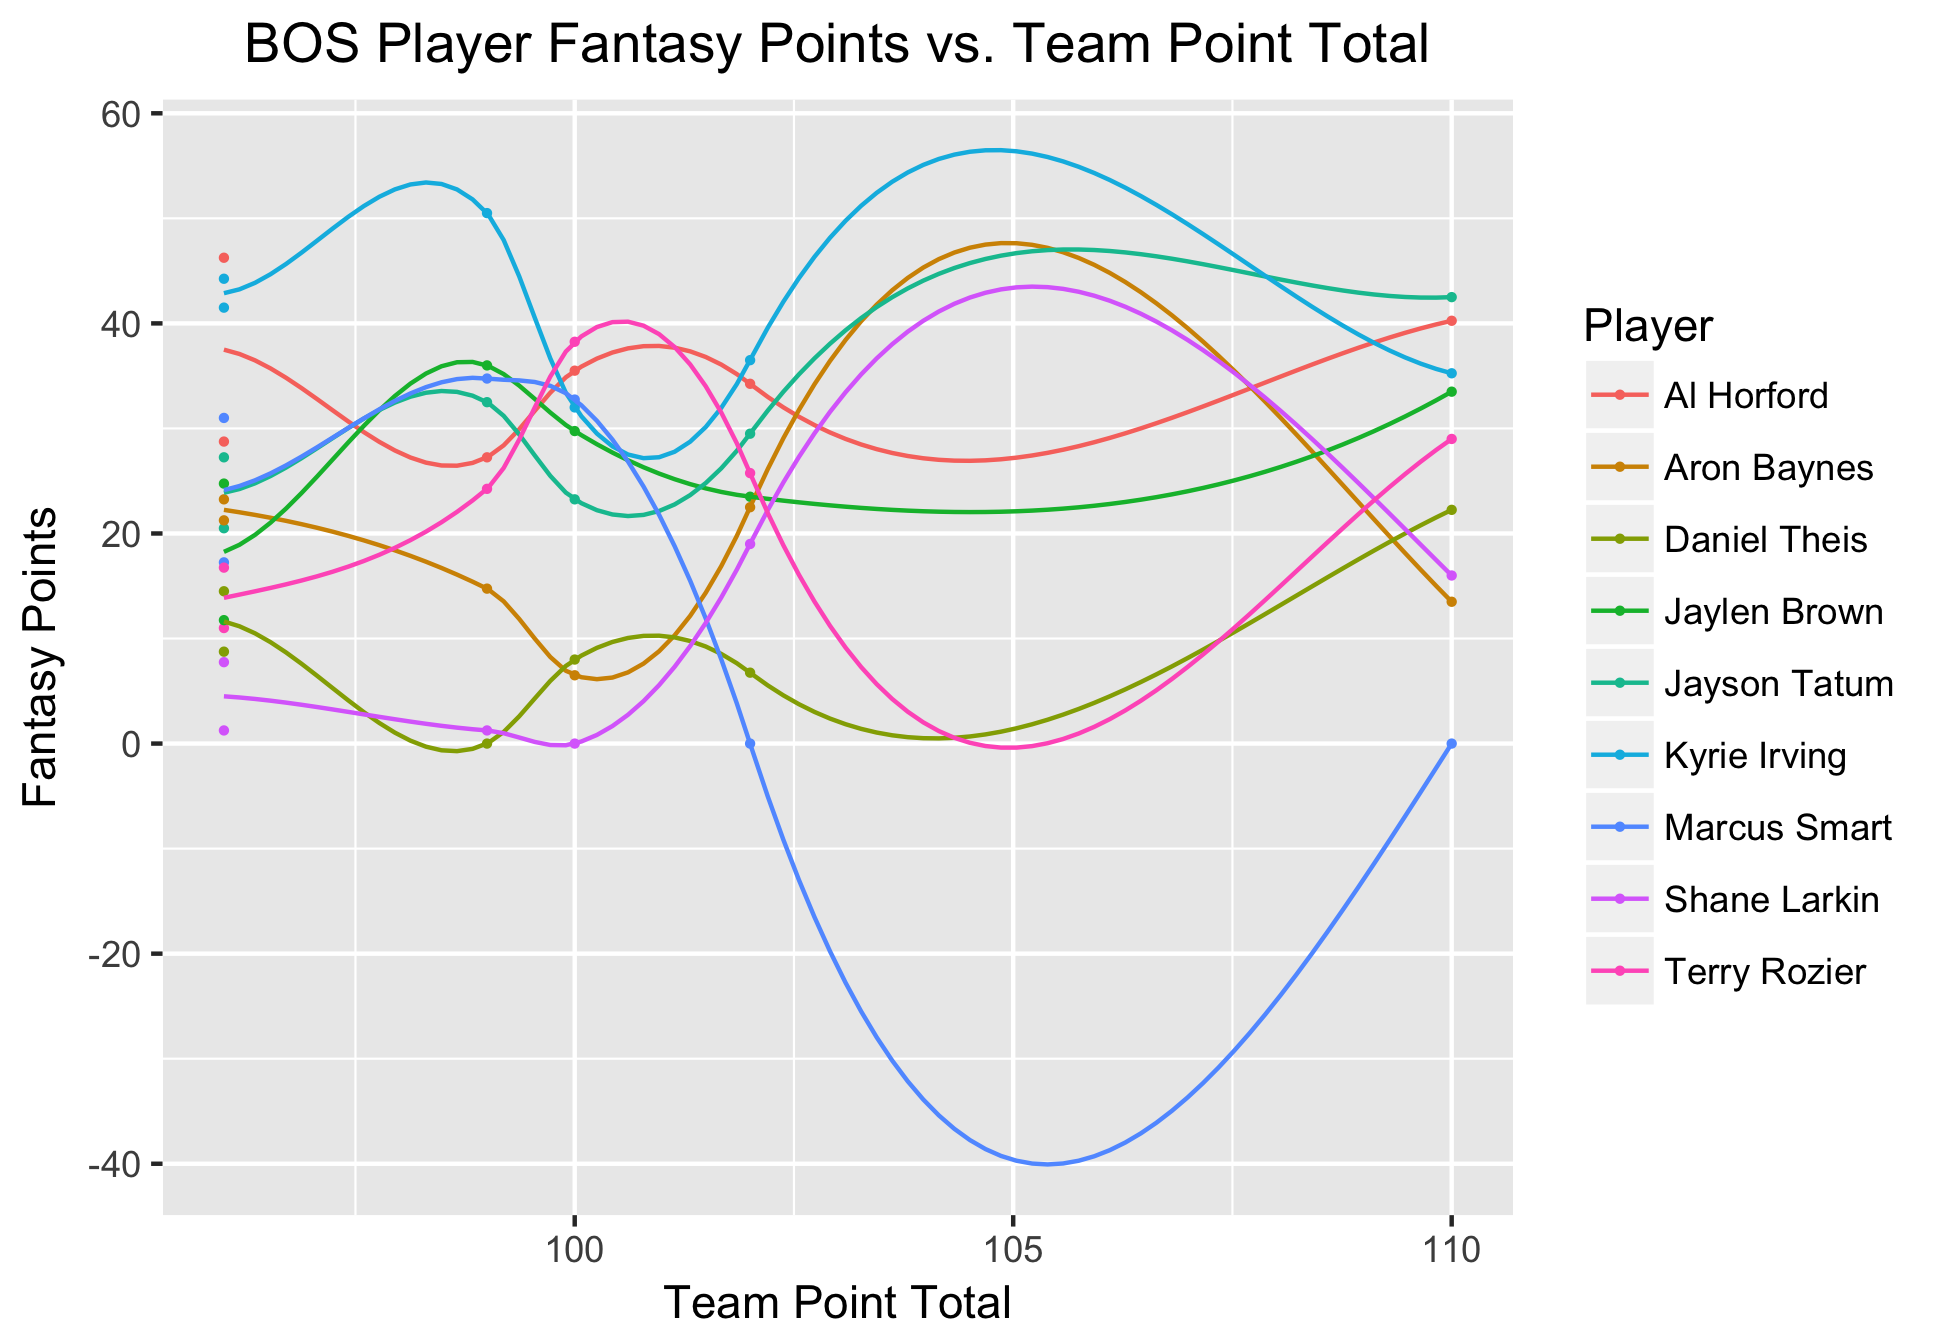 BOS Player Fantasy Points vs. Team Point Total
60
40
20
0
-20
-40
Fantasy Points
100
105
110
Team Point Total
Player
Al Horford
Aron Baynes
Daniel Theis
Jaylen Brown
Jayson Tatum
Kyrie Irving
Marcus Smart
Shane Larkin
Terry Rozier